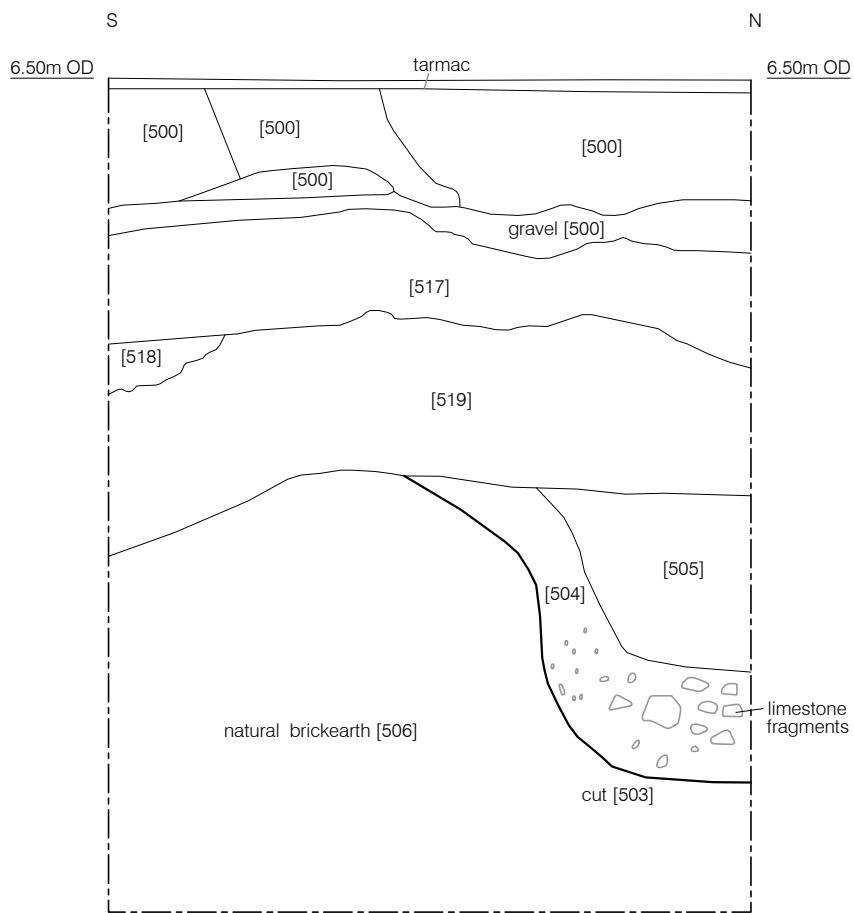 S
N
6.50m OD
tarmac
6.50m OD
[500]
[500]
[500]
[500]
gravel [500]
[517]
[518]
[519]
[505]
[504]
limestone
fragments
natural brickearth [506]
cut [503]